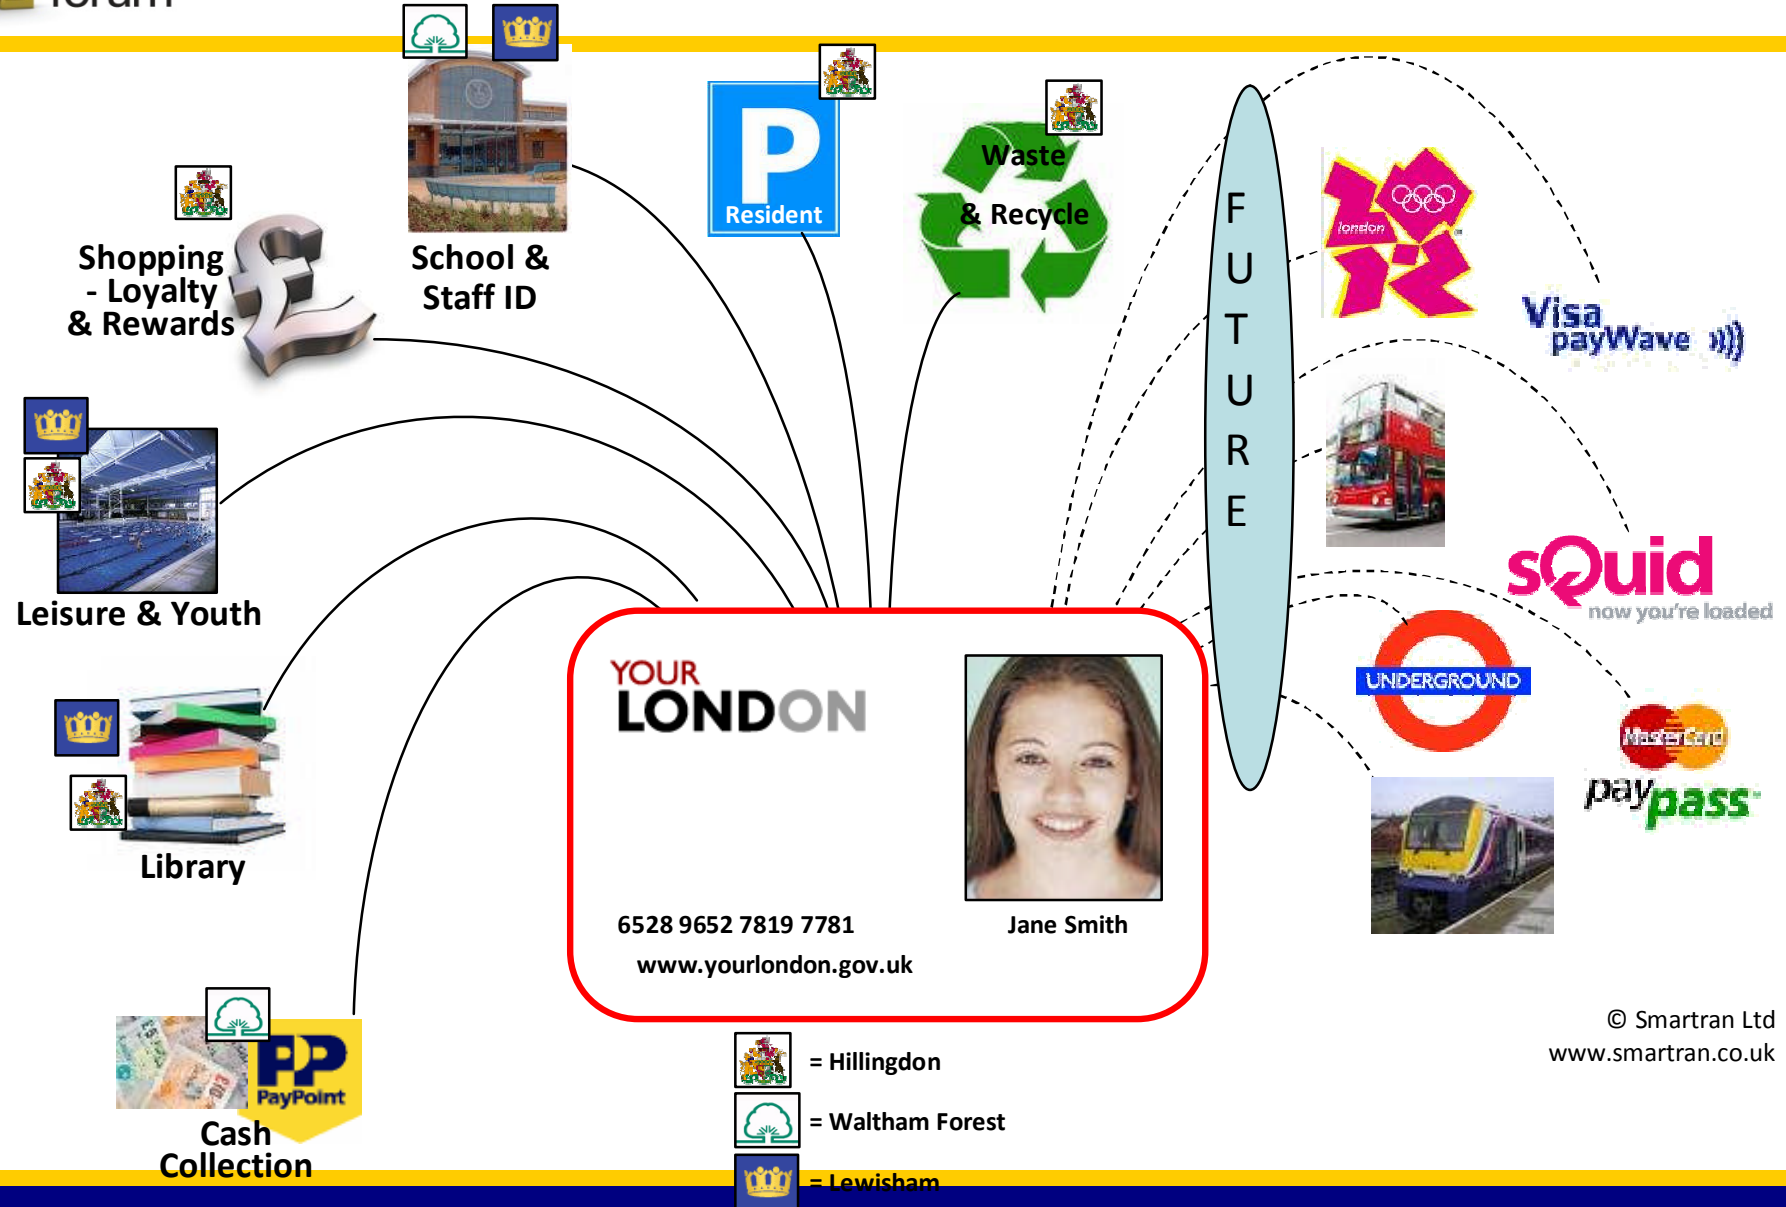 forum
Shopping
- Loyalty
& Rewards
School &
Staff ID
P
Resident
Waste
& Recycle
F
U
T
U
R
E
london
Visa
payWave
sQuid
now you're loaded
UNDERGROUND
MasterCard
paypass
Leisure & Youth
Library
YOUR
LONDON
6528 9652 7819 7781
Jane Smith
www.yourlondon.gov.uk
PP
PayPoint
Cash
Collection
= Hillingdon
= Waltham Forest
= Lewisham
© Smartran Ltd
www.smartran.co.uk